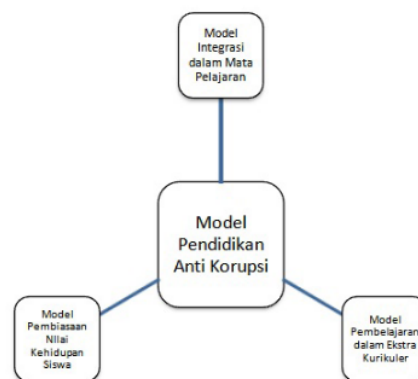 Model
Integrasi
dalam Mata
Pelajaran
Model
Pendidikan
Anti Korupsi
Model
Pembiasaan
NIlai
Kehidupan
Siswa
Model
Pembelajaran
dalam Ekstra
Kurikuler